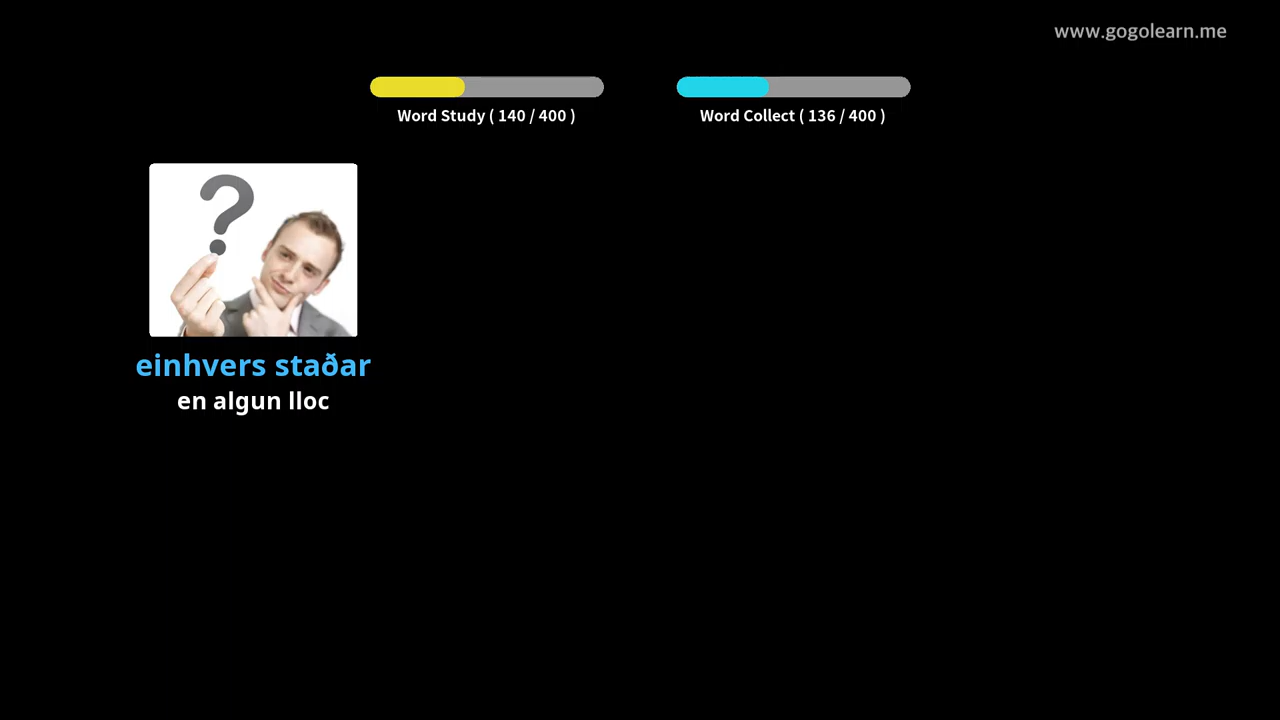 www.gogolearn.me
Word Study ( 140 / 400 )
Word Collect ( 136 / 400 )
?
einhvers staðar
en algun lloc